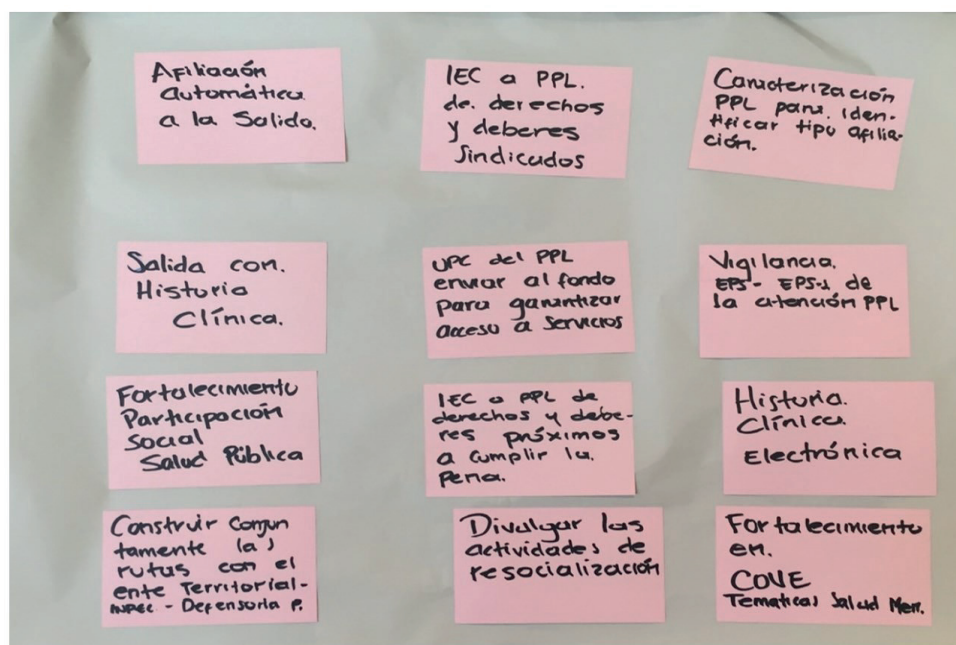 Afiliación
automática
a la Salida.
IEC a PPL.
de. derechos
y deberes
Sindicados
Caracterización
PPL para. iden-
tificar tipo afilia-
ción.
Salida con.
Historia
Clínica.
UPC del PPL
enviar al fondo
para garantizar
acceso a servicios
Vigilancia.
EPS - EPS-s de
la atención PPL
Fortalecimiento
Participación
Social
Salud Pública
IEC a PPL de
derechos y debe-
res próximos
a cumplir la.
Pena.
Historia.
Clínica.
Electrónica
Construir conjun
tamente las
rutas con el
ente Territorial-
INPEC - Defensoría P.
Divulgar las
actividades de
resocialización
Fortalecimiento
en.
COVE
Tematicas Salud Men.